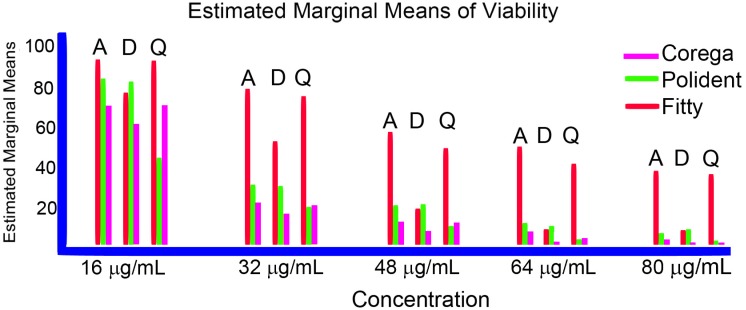 Estimated Marginal Means of Viability
Estimated Marginal Means
100
80
60
40
20
A D Q
A D Q
A D Q
A D Q
A D Q
Corega
Polident
Fitty
16 μg/mL
32 μg/mL
48 μg/mL
64 μg/mL
80 μg/mL
Concentration